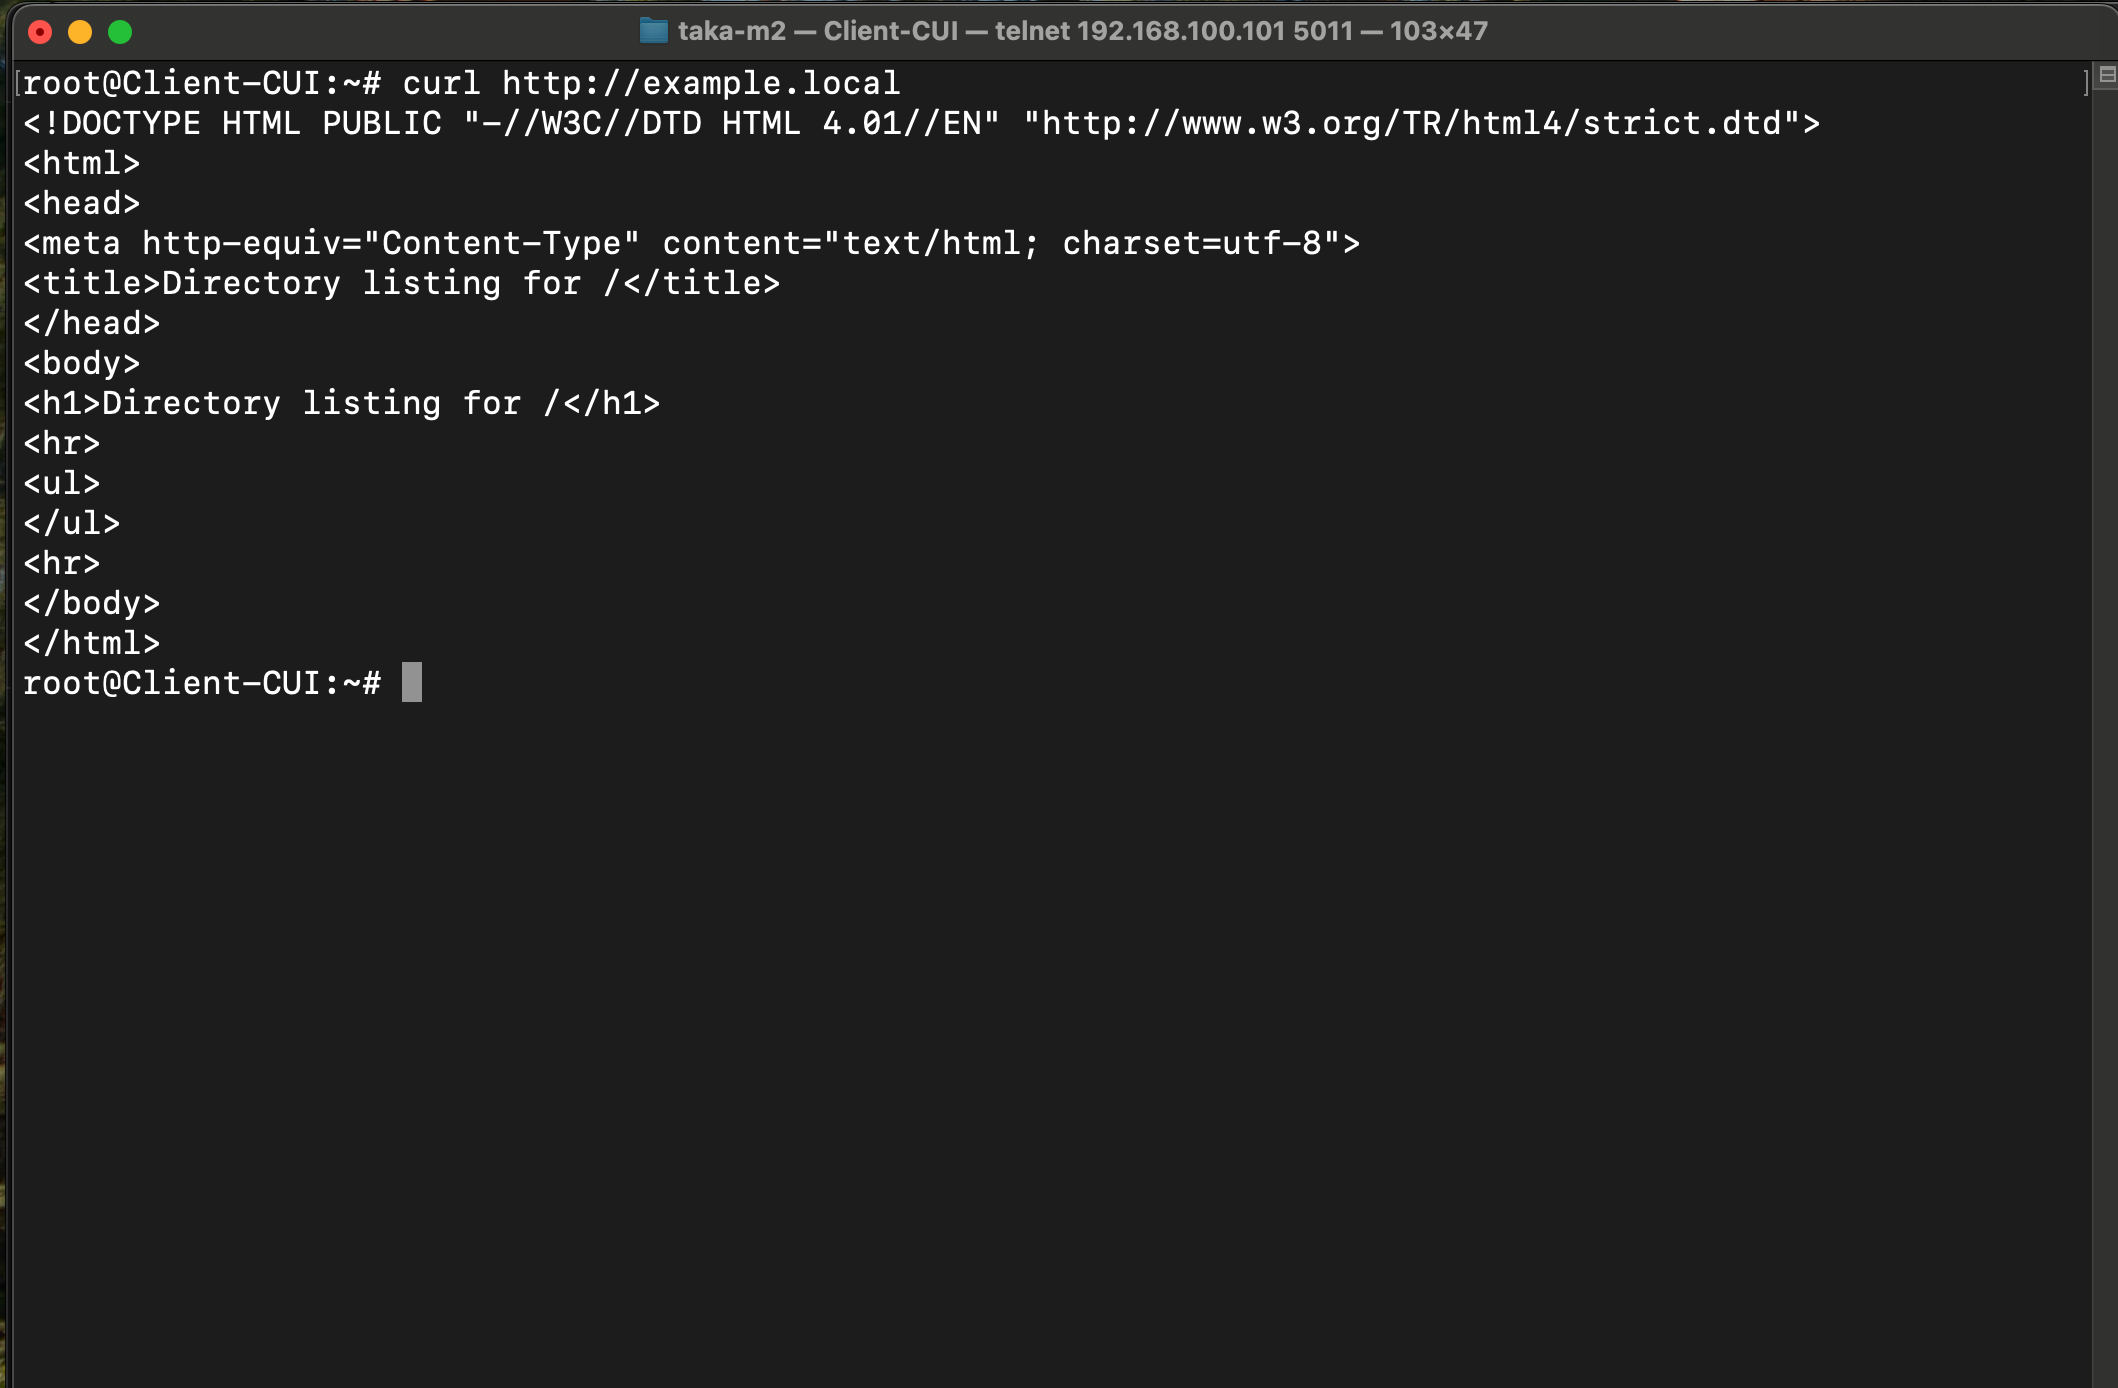 taka-m2 — Client-CUI — telnet 192.168.100.101 5011 — 103×47
[root@Client-CUI:~# curl http://example.local ]
<!DOCTYPE HTML PUBLIC "-//W3C//DTD HTML 4.01//EN" "http://www.w3.org/TR/html4/strict.dtd">
<html>
<head>
<meta http-equiv="Content-Type" content="text/html; charset=utf-8">
<title>Directory listing for /</title>
</head>
<body>
<h1>Directory listing for /</h1>
<hr>
<ul>
</ul>
<hr>
</body>
</html>
root@Client-CUI:~#